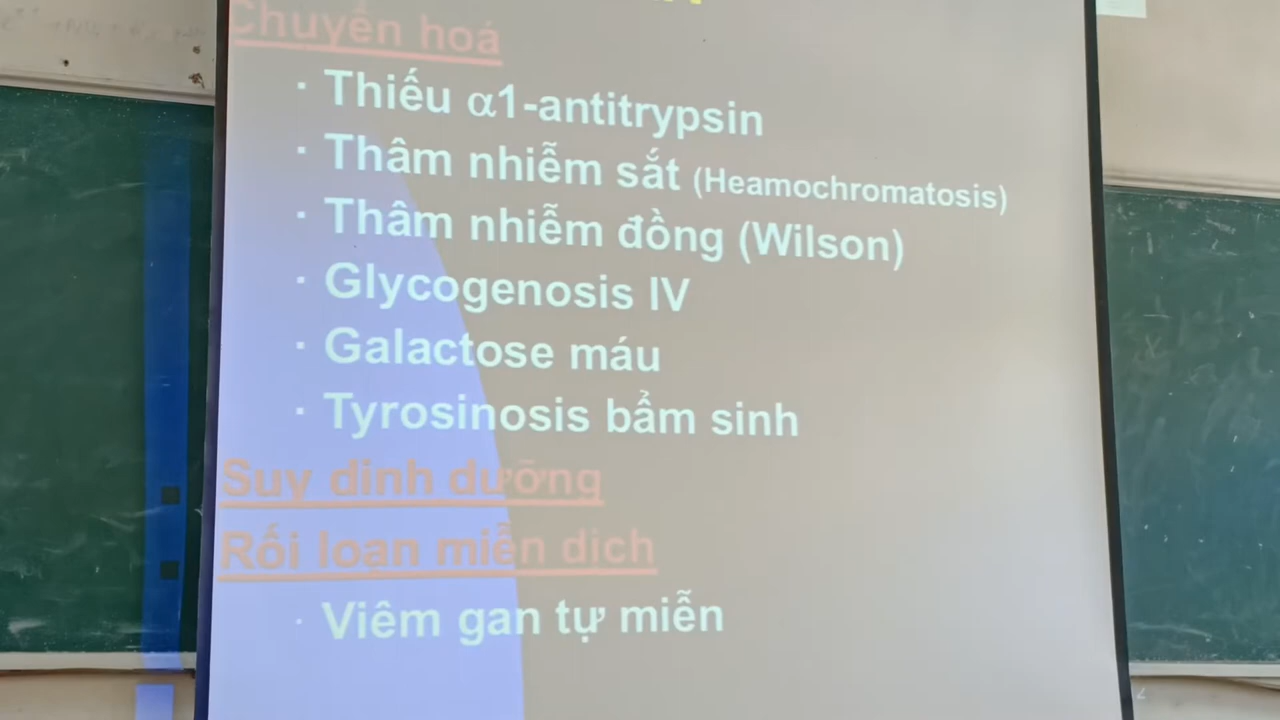 Chuyển hoá
· Thiếu α1-antitrypsin
· Thâm nhiễm sắt (Heamochromatosis)
· Thâm nhiễm đồng (Wilson)
· Glycogenosis IV
· Galactose máu
· Tyrosinosis bẩm sinh
Suy dinh dưỡng
Rối loạn miễn dịch
· Viêm gan tự miễn